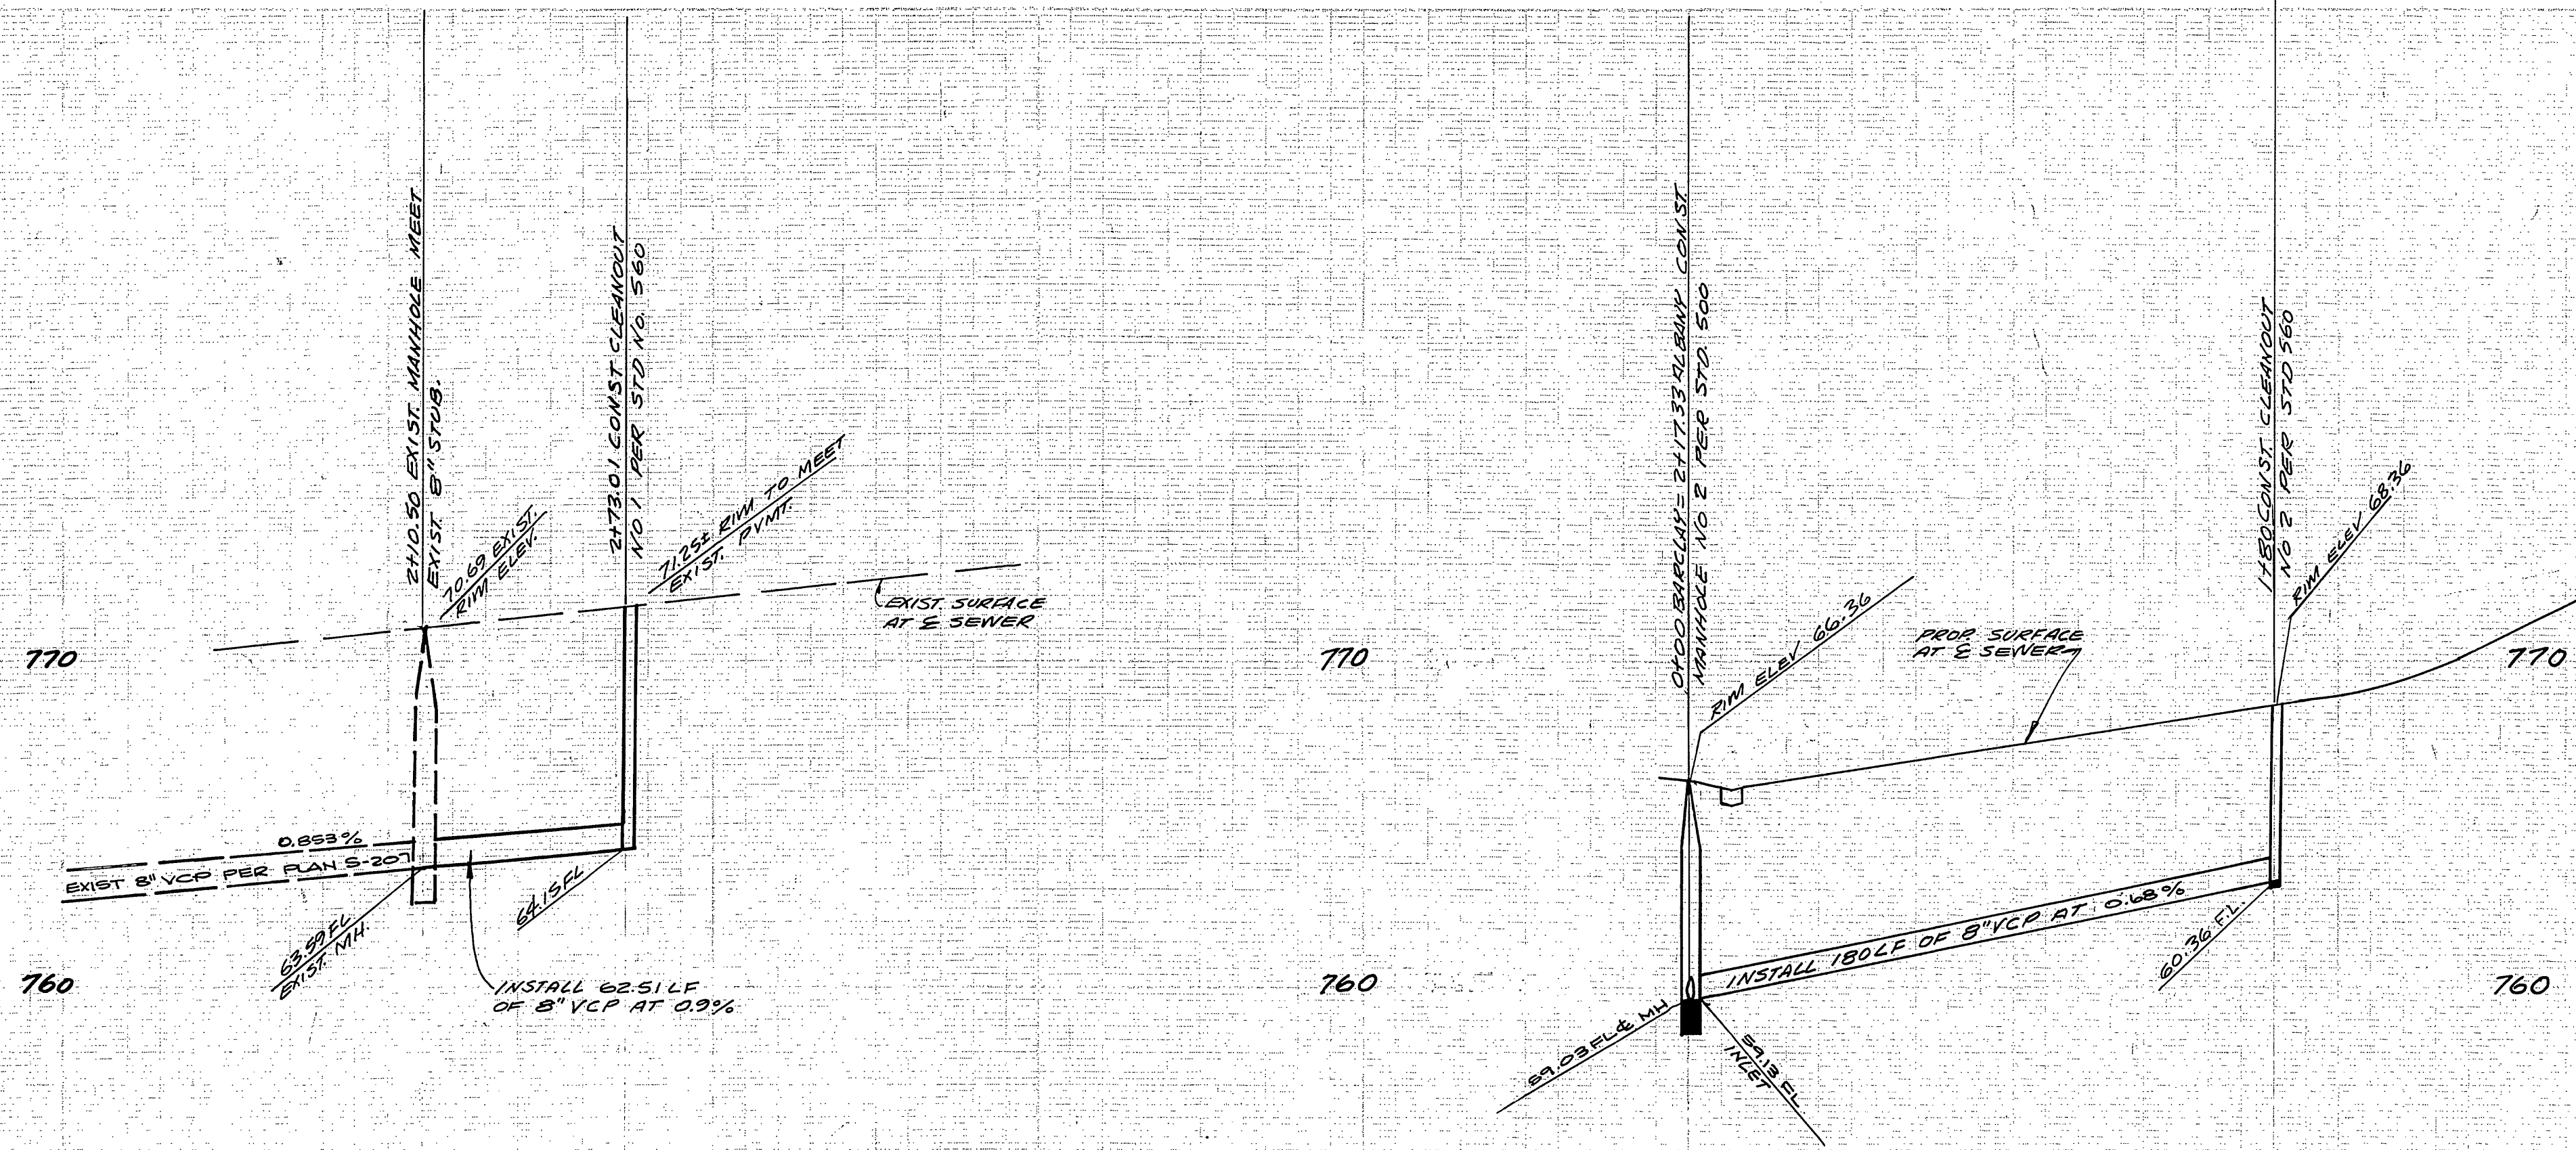 2+10.50 EXIST. MANHOLE MEET
EXIST. 8" STUB.
70.69 EXIST.
RIM ELEV.
2+73.01 CONST CLEANOUT
NO. 1 PER STD NO. 560
71.25± RIM TO MEET
EXIST. PVMT.
EXIST. SURFACE
AT ℄ SEWER
770
0.853%
EXIST 8" VCP PER PLAN S-207
63.59 FL
EXIST. MH.
64.15 FL
INSTALL 62.51 LF
OF 8" VCP AT 0.9%
760
0+00 BARCLAY = 2+17.33 ALBANY CONST.
MANHOLE NO 2 PER STD. 500
RIM ELEV 66.36
PROP. SURFACE
AT ℄ SEWER
1+80 CONST. CLEANOUT
NO 2 PER STD 560
RIM ELEV 68.36
770
770
INSTALL 180 LF OF 8" VCP AT 0.68%
60.36 FL
760
59.03 FL ℄ MH
59.13 FL
INLET
760